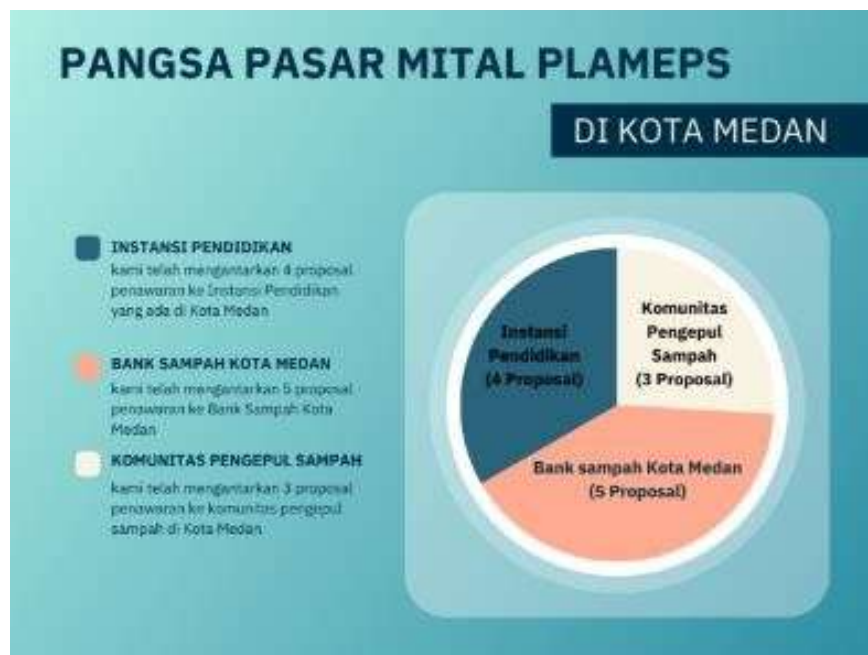 PANGSA PASAR MITAL PLAMEPS
DI KOTA MEDAN
INSTANSI PENDIDIKAN
kami telah mengantarkan 4 proposal
penawaran ke Instansi Pendidikan
yang ada di Kota Medan
BANK SAMPAH KOTA MEDAN
kami telah mengantarkan 5 proposal
penawaran ke Bank Sampah Kota
Medan
KOMUNITAS PENGEPUL SAMPAH
kami telah mengantarkan 3 proposal
penawaran ke komunitas pengepul
sampah di Kota Medan
Instansi
Pendidikan
(4 Proposal)
Komunitas
Pengepul
Sampah
(3 Proposal)
Bank sampah Kota Medan
(5 Proposal)